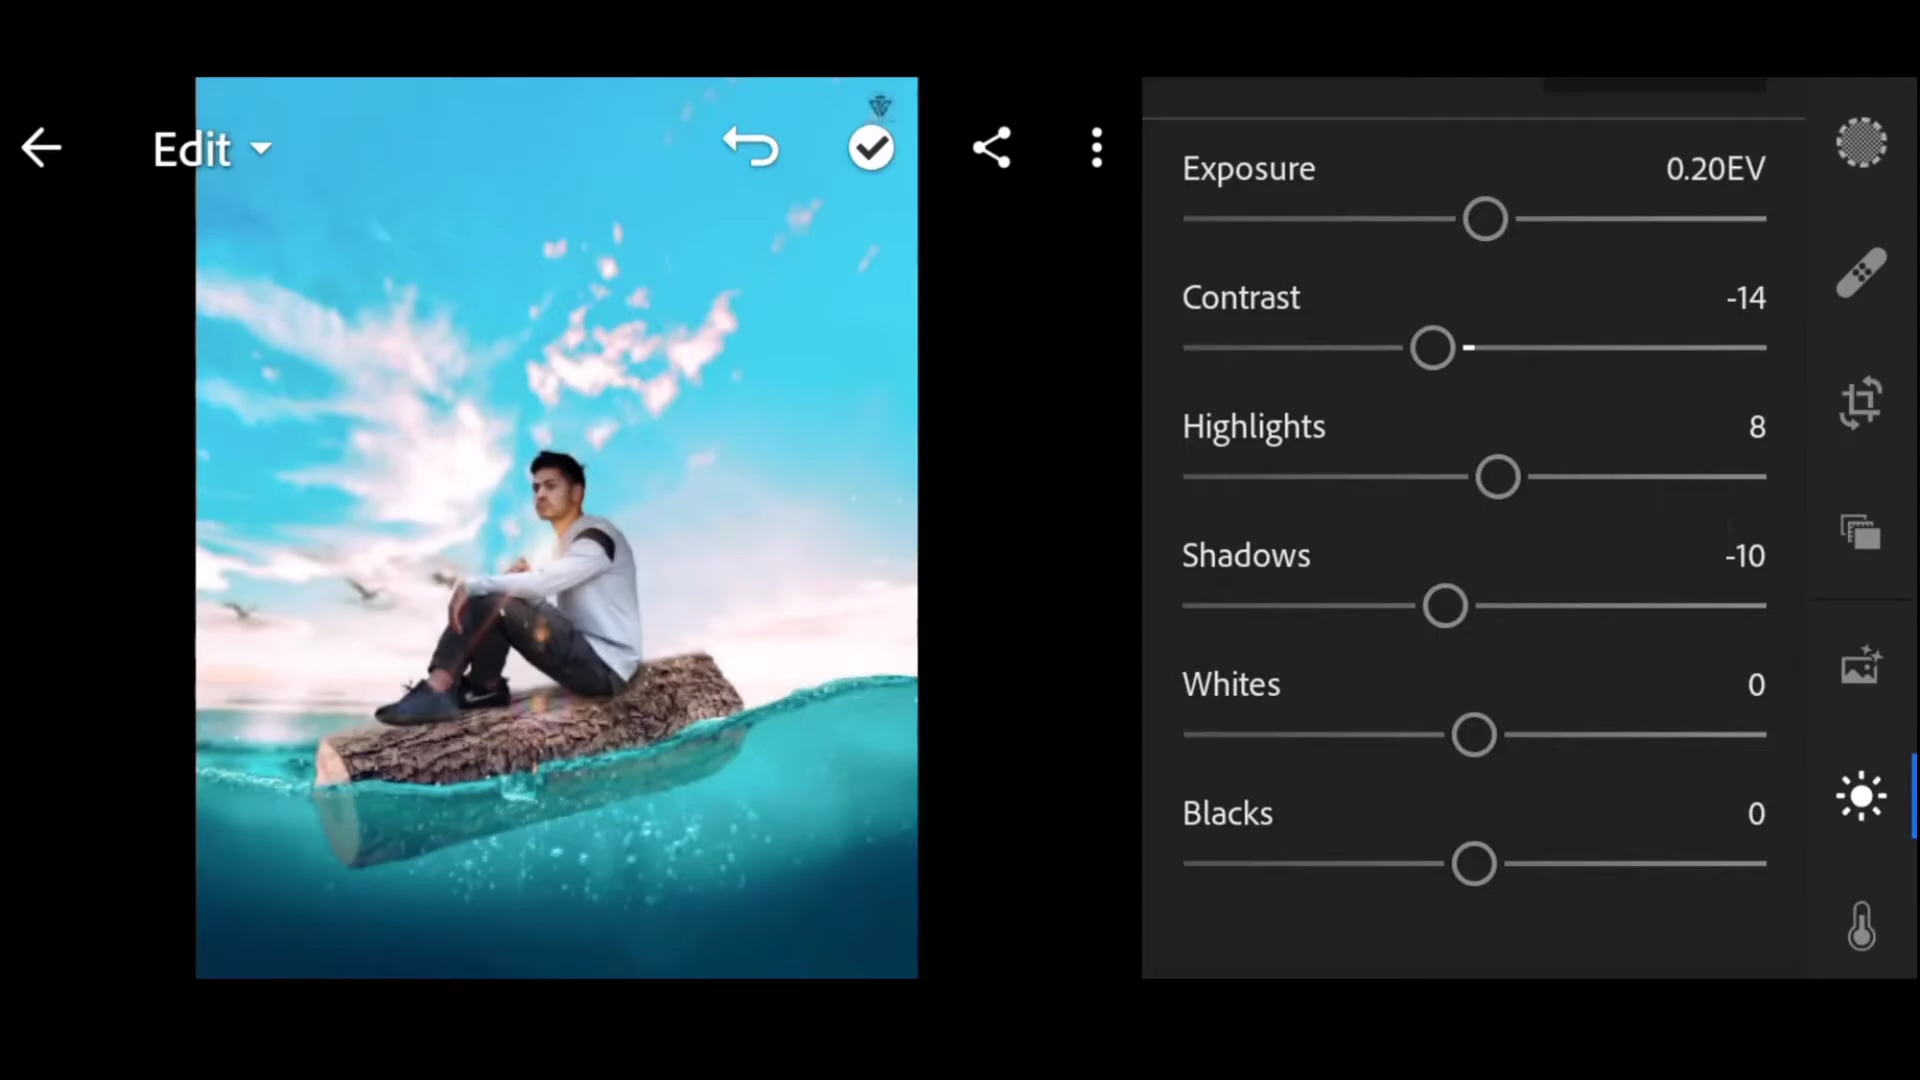 Edit
Exposure 0.20EV
Contrast -14
Highlights 8
Shadows -10
Whites 0
Blacks 0